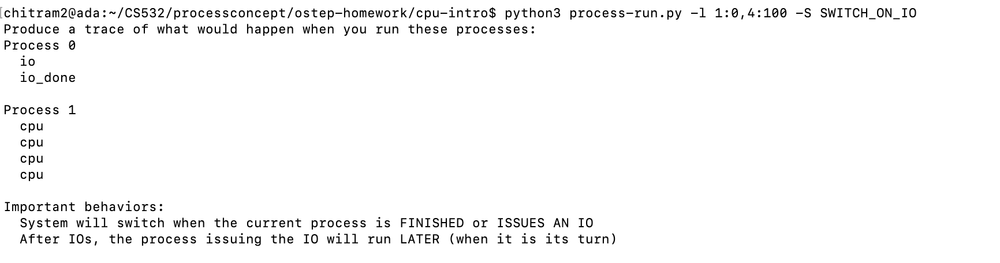 [chitram2@ada:~/CS532/processconcept/ostep-homework/cpu-intro$ python3 process-run.py -l 1:0,4:100 -S SWITCH_ON_IO
Produce a trace of what would happen when you run these processes:
Process 0
  io
  io_done

Process 1
  cpu
  cpu
  cpu
  cpu

Important behaviors:
  System will switch when the current process is FINISHED or ISSUES AN IO
  After IOs, the process issuing the IO will run LATER (when it is its turn)